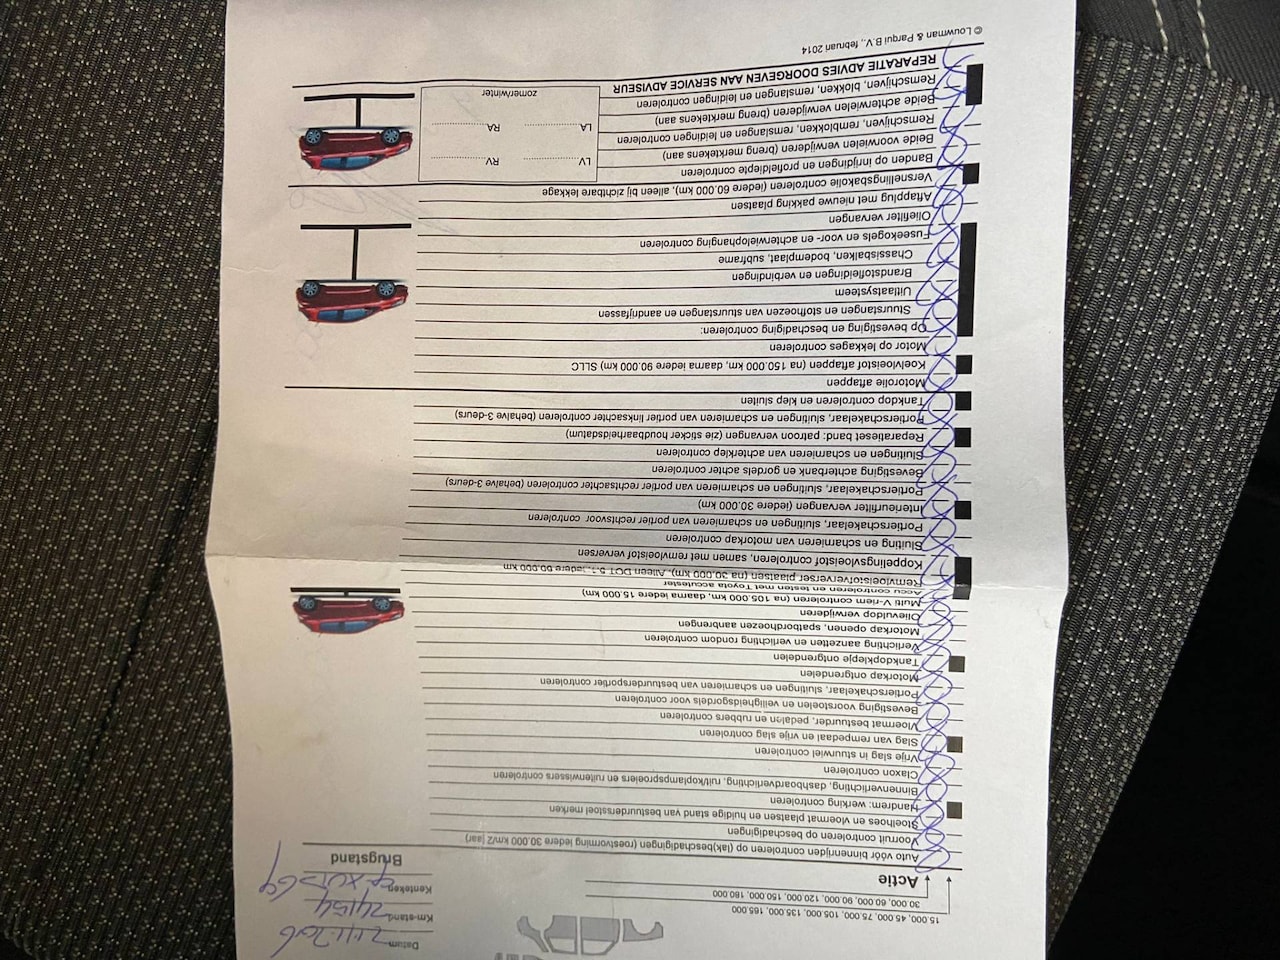 Datum
Km-stand 24154
Kenteken
Brugstand
15.000, 45.000, 75.000, 105.000, 135.000, 165.000
30.000, 60.000, 90.000, 120.000, 150.000, 180.000
Actie
Auto vóór binnenrijden controleren op (lak)beschadigingen (roestvorming iedere 30.000 km/2 jaar)
Voorruit controleren op beschadigingen
Stoelhoes en vloermat plaatsen en huidige stand van bestuurdersstoel merken
Handrem: werking controleren
Binnenverlichting, dashboardverlichting, ruit/koplampsproeiers en ruitenwissers controleren
Claxon controleren
Vrije slag in stuurwiel controleren
Slag van rempedaal en vrije slag controleren
Vloermat bestuurder, pedalen en rubbers controleren
Bevestiging voorstoelen en veiligheidsgordels voor controleren
Portierschakelaar, sluitingen en scharnieren van bestuurdersportier controleren
Motorkap ontgrendelen
Tankdopklepje ontgrendelen
Verlichting aanzetten en verlichting rondom controleren
Motorkap openen, spatbordhoezen aanbrengen
Olievuldop verwijderen
Multi V-riem controleren (na 105.000 km, daarna iedere 15.000 km)
Accu controleren en testen met Toyota accutester
Remvloeistofververser plaatsen (na 30.000 km). Alleen DOT 5.1: iedere 60.000 km
Koppelingsvloeistof controleren, samen met remvloeistof verversen
Sluiting en scharnieren van motorkap controleren
Portierschakelaar, sluitingen en scharnieren van portier rechtsvoor controleren
Interieurfilter vervangen (iedere 30.000 km)
Portierschakelaar, sluitingen en scharnieren van portier rechtsachter controleren (behalve 3-deurs)
Bevestiging achterbank en gordels achter controleren
Sluitingen en scharnieren van achterklep controleren
Reparatieset band: patroon vervangen (zie sticker houdbaarheidsdatum)
Portierschakelaar, sluitingen en scharnieren van portier linksachter controleren (behalve 3-deurs)
Tankdop controleren en klep sluiten
Motorolie aftappen
Koelvloeistof aftappen (na 150.000 km, daarna iedere 90.000 km) SLLC
Motor op lekkages controleren
Op bevestiging en beschadiging controleren:
Stuurstangen en stofhoezen van stuurstangen en aandrijfassen
Uitlaatsysteem
Brandstofleidingen en verbindingen
Chassisbalken, bodemplaat, subframe
Fuseekogels en voor- en achterwielophanging controleren
Oliefilter vervangen
Aftapplug met nieuwe pakking plaatsen
Versnellingsbakolie controleren (iedere 60.000 km), alleen bij zichtbare lekkage
Banden op inrijdingen en profieldiepte controleren
Beide voorwielen verwijderen (breng merktekens aan)
Remschijven, remblokken, remslangen en leidingen controleren
Beide achterwielen verwijderen (breng merktekens aan)
Remschijven, blokken, remslangen en leidingen controleren
LV RV
LA RA
zomer/winter
REPARATIE ADVIES DOORGEVEN AAN SERVICE ADVISEUR
© Louwman & Parqui B.V., februari 2014